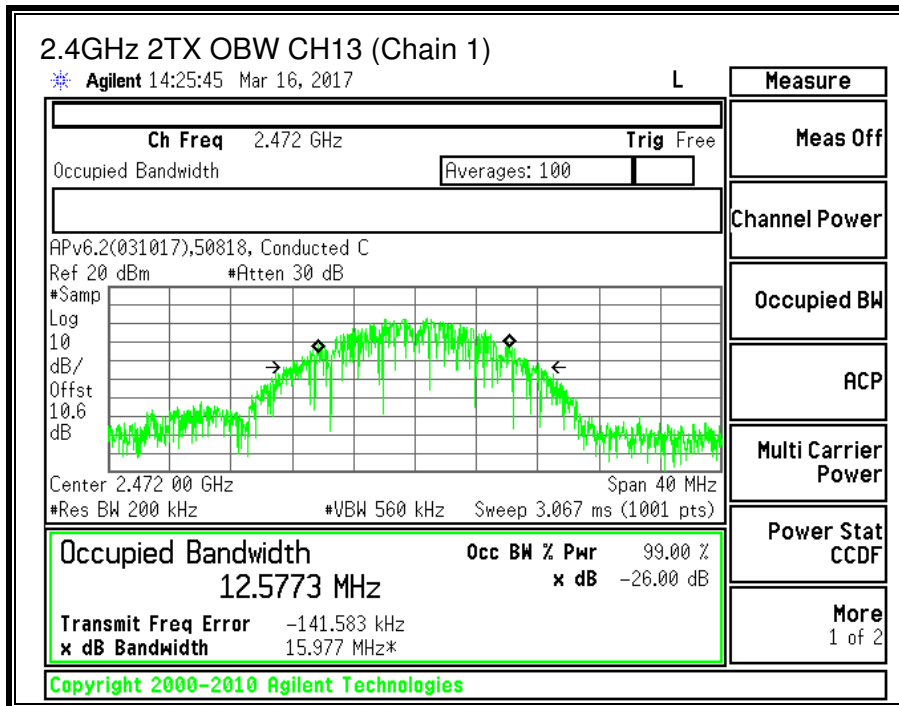 2.4GHz 2TX OBW CH13 (Chain 1)
Agilent 14:25:45 Mar 16, 2017 L
Measure
Ch Freq 2.472 GHz Trig Free
Meas Off
Occupied Bandwidth Averages: 100
Channel Power
APv6.2(031017),50818, Conducted C
Ref 20 dBm #Atten 30 dB
#Samp
Log
10
dB/
Offst
10.6
dB
Occupied BW
ACP
Multi Carrier
Power
Center 2.472 00 GHz Span 40 MHz
#Res BW 200 kHz #VBW 560 kHz Sweep 3.067 ms (1001 pts)
Power Stat
CCDF
Occupied Bandwidth Occ BW % Pwr 99.00 %
12.5773 MHz x dB -26.00 dB
Transmit Freq Error -141.583 kHz
x dB Bandwidth 15.977 MHz*
More
1 of 2
Copyright 2000-2010 Agilent Technologies